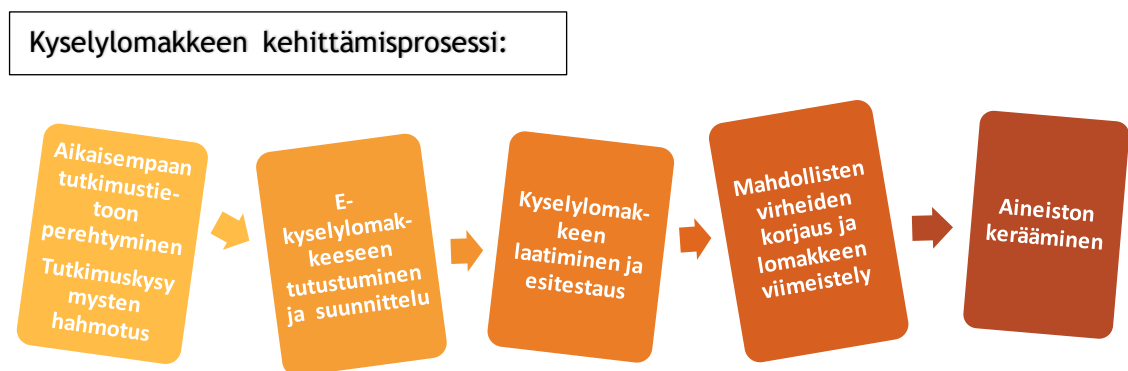 Kyselylomakkeen kehittämisprosessi:
Aikaisempaan
tutkimustie-
toon
perehtyminen
Tutkimuskysy
mysten
hahmotus
E-
kyselylomak-
keeseen
tutustuminen
ja suunnittelu
Kyselylomak-
keen
laatiminen ja
esitestaus
Mahdollisten
virheiden
korjaus ja
lomakkeen
viimeistely
Aineiston
kerääminen